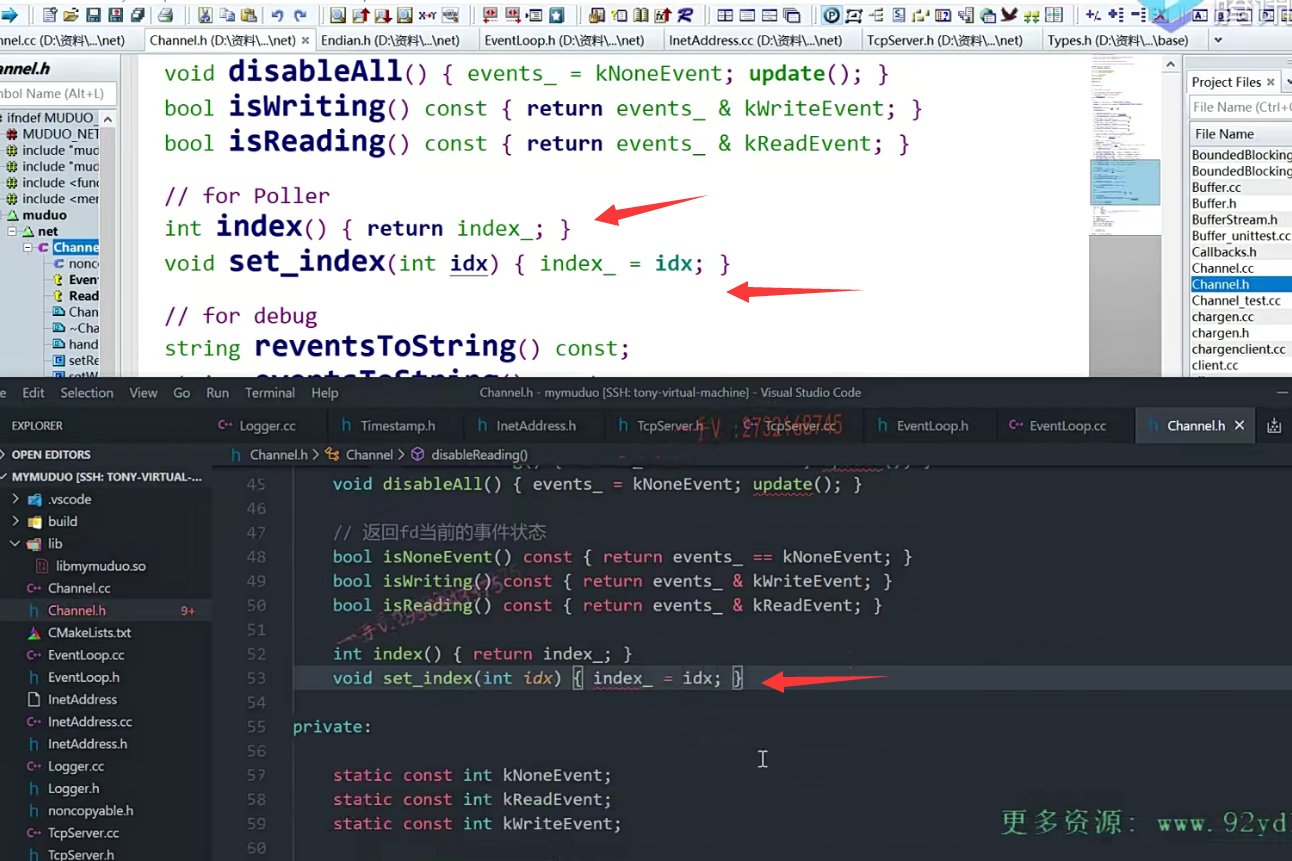 nnel.cc (D:\资料\...\net) Channel.h (D:\资料\...\net) × Endian.h (D:\资料\...\net) EventLoop.h (D:\资料\...\net) InetAddress.cc (D:\资料\...\net) TcpServer.h (D:\资料\...\net) Types.h (D:\资料\...\base)
annel.h
mbol Name (Alt+L)
ifndef MUDUO_
MUDUO_NET
include "muc
include "muc
include <func
include <mer
muduo
net
Channe
nonc
Even
Read
Chan
~Cha
hand
setRe
setW
void disableAll() { events_ = kNoneEvent; update(); }
bool isWriting() const { return events_ & kWriteEvent; }
bool isReading() const { return events_ & kReadEvent; }
// for Poller
int index() { return index_; }
void set_index(int idx) { index_ = idx; }
// for debug
string reventsToString() const;
Project Files ×
File Name (Ctrl+
File Name
BoundedBlocking
BoundedBlocking
Buffer.cc
Buffer.h
BufferStream.h
Buffer_unittest.cc
Callbacks.h
Channel.cc
Channel.h
Channel_test.cc
chargen.cc
chargen.h
chargenclient.cc
client.cc
e Edit Selection View Go Run Terminal Help Channel.h - mymuduo [SSH: tony-virtual-machine] - Visual Studio Code
EXPLORER
Logger.cc Timestamp.h InetAddress.h TcpServer.h TcpServer.cc EventLoop.h EventLoop.cc Channel.h ×
OPEN EDITORS
MYMUDUO [SSH: TONY-VIRTUAL-...
.vscode
build
lib
libmymuduo.so
Channel.cc
Channel.h 9+
CMakeLists.txt
EventLoop.cc
EventLoop.h
InetAddress
InetAddress.cc
InetAddress.h
Logger.cc
Logger.h
noncopyable.h
TcpServer.cc
TcpServer.h
Channel.h > Channel > disableReading()
45 void disableAll() { events_ = kNoneEvent; update(); }
46
47 // 返回fd当前的事件状态
48 bool isNoneEvent() const { return events_ == kNoneEvent; }
49 bool isWriting() const { return events_ & kWriteEvent; }
50 bool isReading() const { return events_ & kReadEvent; }
51
52 int index() { return index_; }
53 void set_index(int idx) { index_ = idx; }
54
55 private:
56
57 static const int kNoneEvent;
58 static const int kReadEvent;
59 static const int kWriteEvent;
60
更多资源: www.92yd